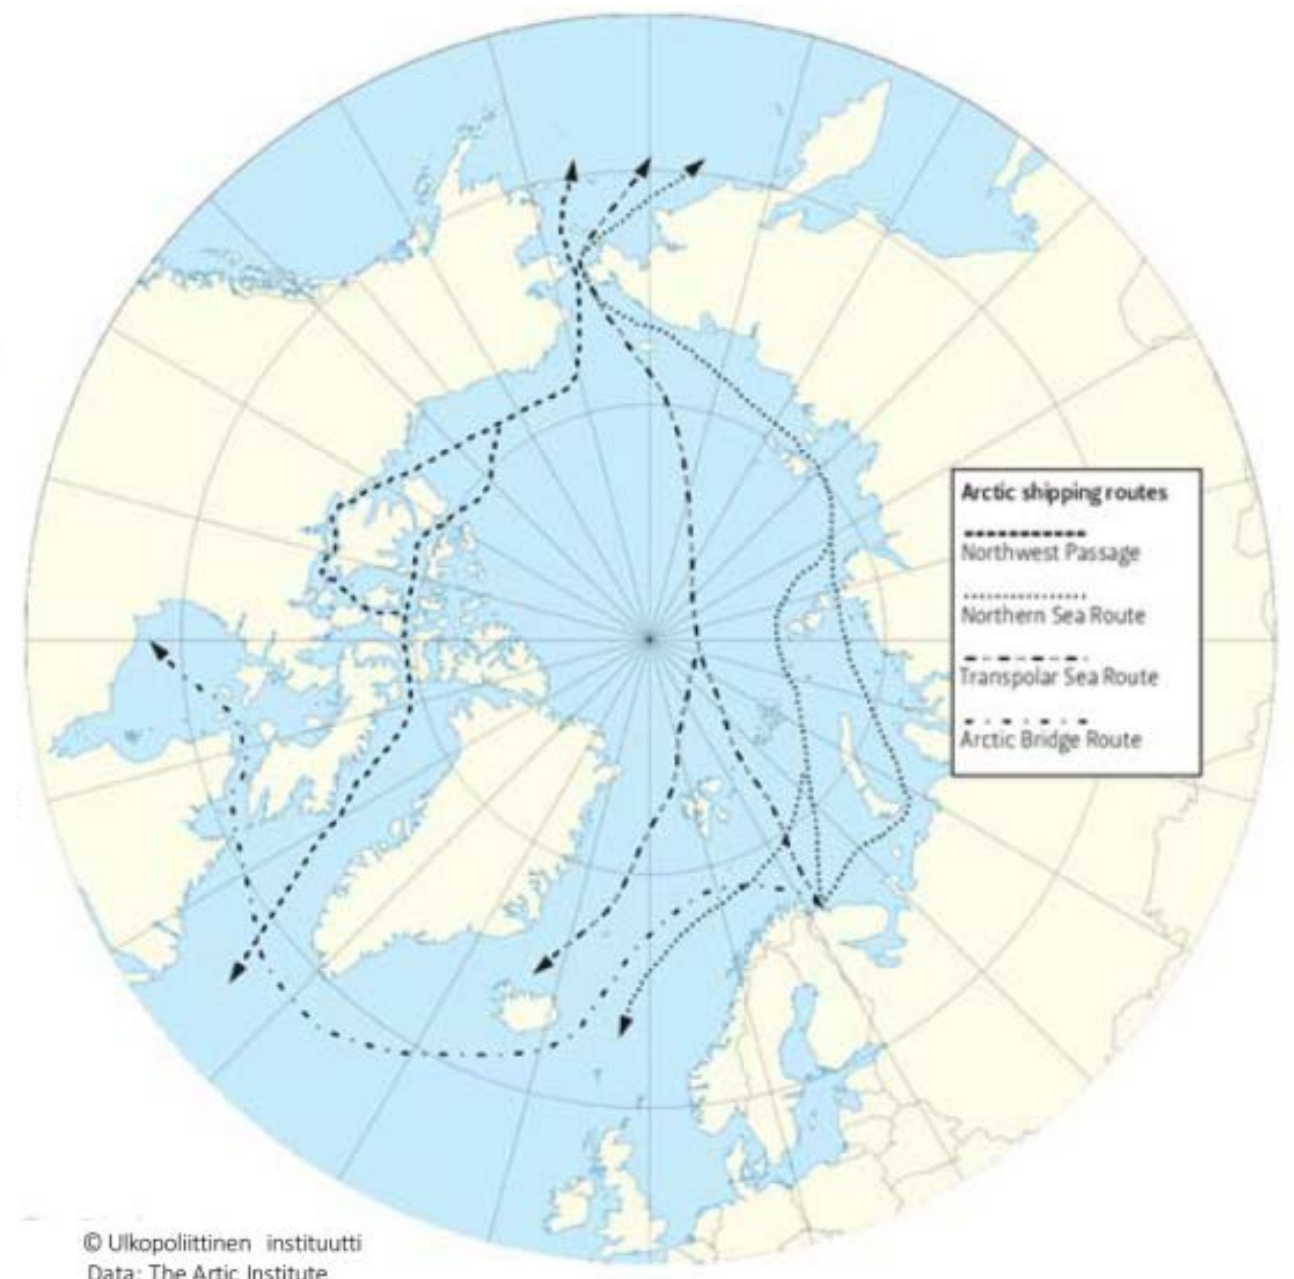 Arctic shipping routes
Northwest Passage
Northern Sea Route
Transpolar Sea Route
Arctic Bridge Route
© Ulkopoliittinen instituutti
Data: The Artic Institute